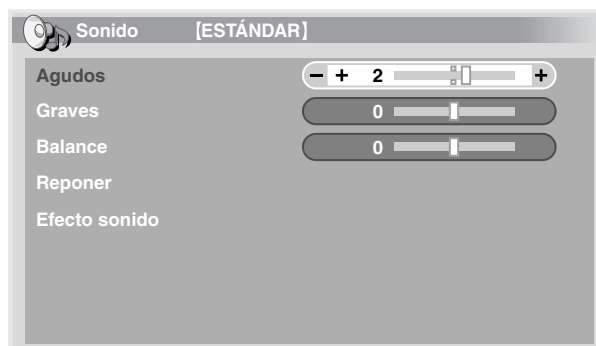 Sonido [ESTÁNDAR]
Agudos − + 2 +
Graves 0
Balance 0
Reponer
Efecto sonido